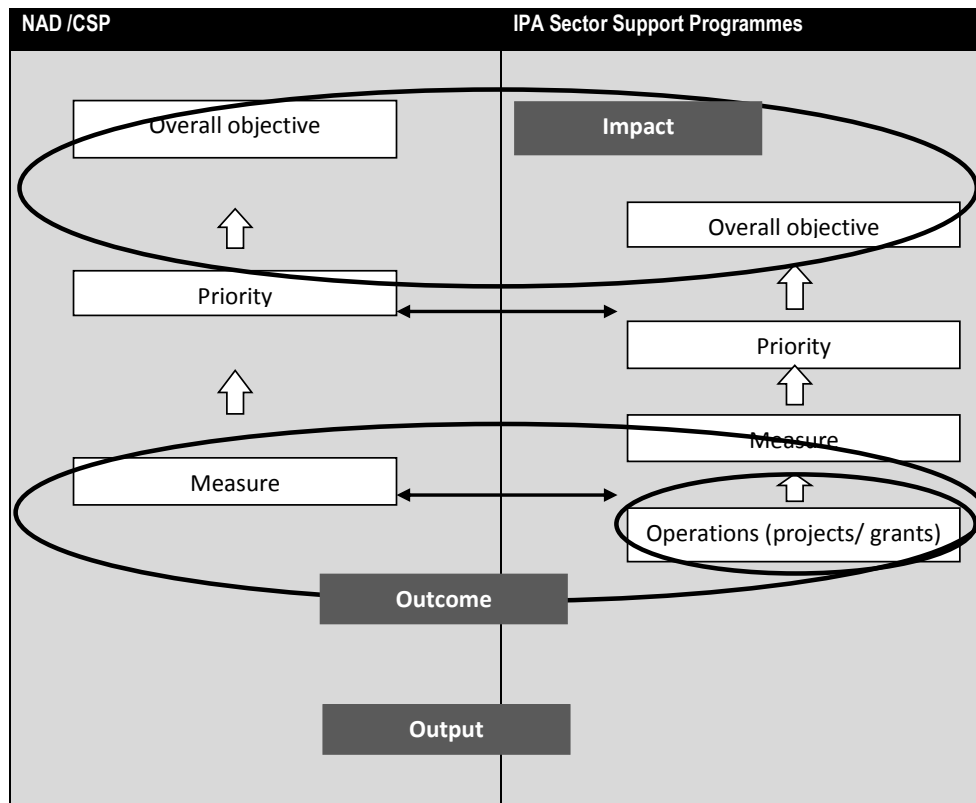 NAD /CSP
IPA Sector Support Programmes
Overall objective
Impact
Overall objective
Priority
Priority
Measure
Measure
Operations (projects/ grants)
Outcome
Output